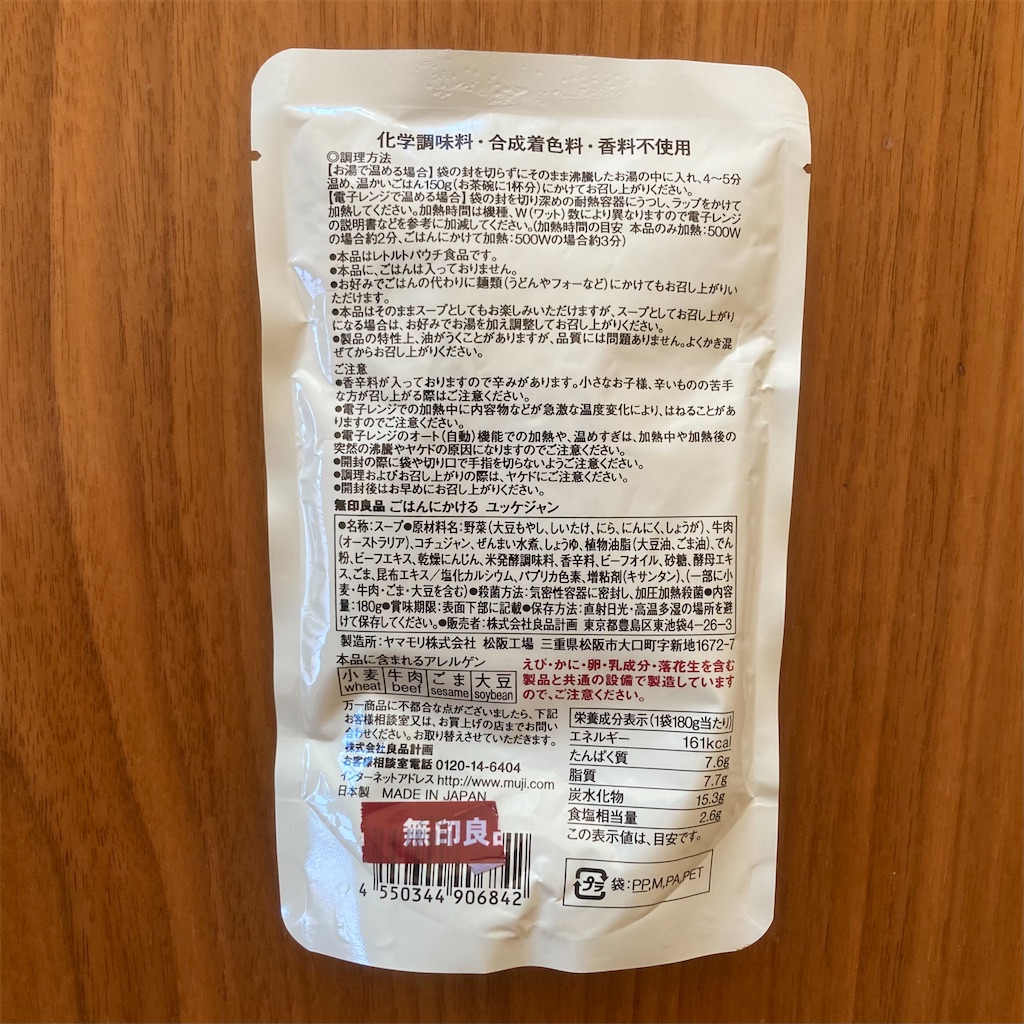 化学調味料・合成着色料・香料不使用
◎調理方法
【お湯で温める場合】袋の封を切らずにそのまま沸騰したお湯の中に入れ、4〜5分
温め、温かいごはん150g(お茶碗に1杯分)にかけてお召し上がりください。
【電子レンジで温める場合】袋の封を切り深めの耐熱容器にうつし、ラップをかけて
加熱してください。加熱時間は機種、W(ワット)数により異なりますので電子レンジ
の説明書などを参考に加減してください。(加熱時間の目安 本品のみ加熱:500W
の場合約2分、ごはんにかけて加熱:500Wの場合約3分)
●本品はレトルトパウチ食品です。
●本品に、ごはんは入っておりません。
●お好みでごはんの代わりに麺類(うどんやフォーなど)にかけてもお召し上がりい
ただけます。
●本品はそのままスープとしてもお楽しみいただけますが、スープとしてお召し上がり
になる場合は、お好みでお湯を加え調整してお召し上がりください。
●製品の特性上、油がうくことがありますが、品質には問題ありません。よくかき混
ぜてからお召し上がりください。
ご注意
●香辛料が入っておりますので辛みがあります。小さなお子様、辛いものの苦手
な方が召し上がる際はご注意ください。
●電子レンジでの加熱中に内容物などが急激な温度変化により、はねることがあ
りますのでご注意ください。
●電子レンジのオート(自動)機能での加熱や、温めすぎは、加熱中や加熱後の
突然の沸騰やヤケドの原因になりますのでご注意ください。
●開封の際に袋や切り口で手指を切らないようご注意ください。
●調理およびお召し上がりの際は、ヤケドにご注意ください。
●開封後はお早めにお召し上がりください。
無印良品 ごはんにかける ユッケジャン
●名称:スープ●原材料名:野菜(大豆もやし、しいたけ、にら、にんにく、しょうが)、牛肉
(オーストラリア)、コチュジャン、ぜんまい水煮、しょうゆ、植物油脂(大豆油、ごま油)、でん
粉、ビーフエキス、乾燥にんじん、米発酵調味料、香辛料、ビーフオイル、砂糖、酵母エキ
ス、ごま、昆布エキス/塩化カルシウム、パプリカ色素、増粘剤(キサンタン)、(一部に小
麦・牛肉・ごま・大豆を含む)●殺菌方法:気密性容器に密封し、加圧加熱殺菌●内容
量:180g●賞味期限:表面下部に記載●保存方法:直射日光・高温多湿の場所を避
けて保存してください。●販売者:株式会社良品計画 東京都豊島区東池袋4-26-3
製造所:ヤマモリ株式会社 松阪工場 三重県松阪市大口町字新地1672-7
本品に含まれるアレルゲン
小麦 牛肉 ごま 大豆
wheat beef sesame soybean
えび・かに・卵・乳成分・落花生を含む
製品と共通の設備で製造しています
ので、ご注意ください。
万一商品に不都合な点がございましたら、下記
お客様相談室又は、お買上げの店までお問い
合わせください。お取り替えさせていただきます。
株式会社良品計画
お客様相談室電話 0120-14-6404
インターネットアドレス http://www.muji.com
日本製 MADE IN JAPAN
栄養成分表示(1袋180g当たり)
エネルギー 161kcal
たんぱく質 7.6g
脂質 7.7g
炭水化物 15.3g
食塩相当量 2.6g
この表示値は、目安です。
無印良品
4 550344 906842
プラ 袋:PP,M,PA,PET